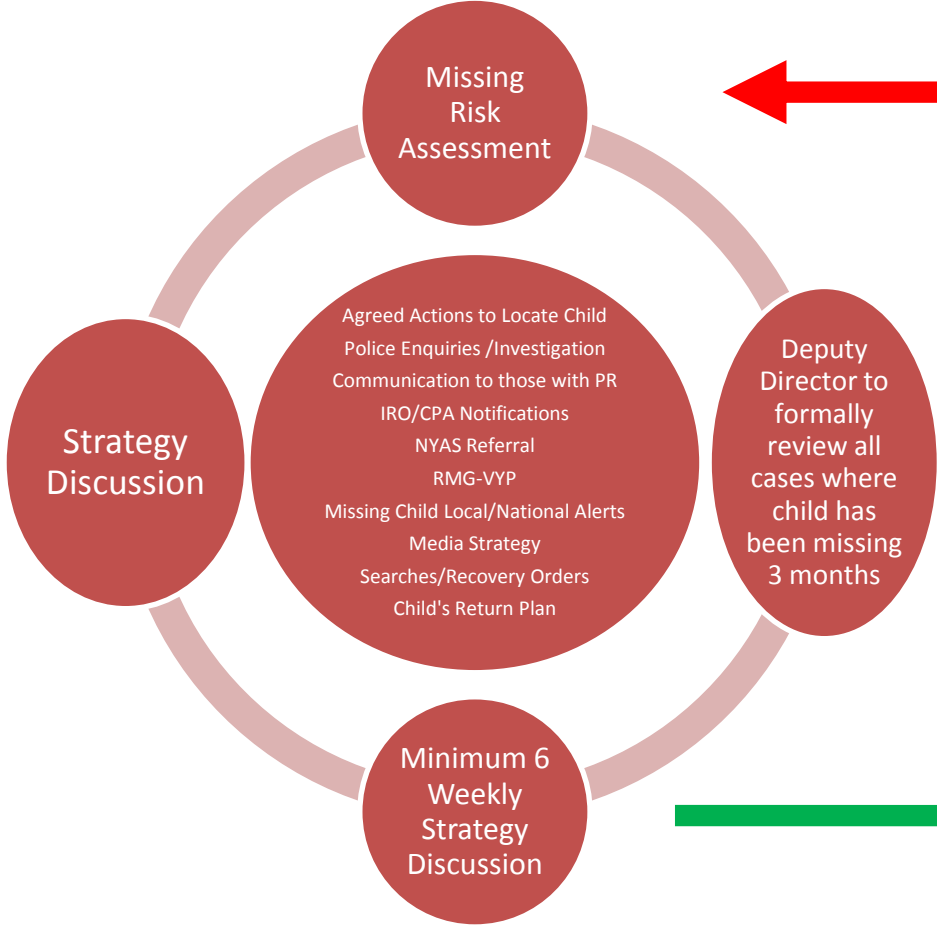 Missing
Risk
Assessment
Agreed Actions to Locate Child
Police Enquiries /Investigation
Communication to those with PR
IRO/CPA Notifications
NYAS Referral
RMG-VYP
Missing Child Local/National Alerts
Media Strategy
Searches/Recovery Orders
Child's Return Plan
Strategy
Discussion
Deputy
Director to
formally
review all
cases where
child has
been missing
3 months
Minimum 6
Weekly
Strategy
Discussion